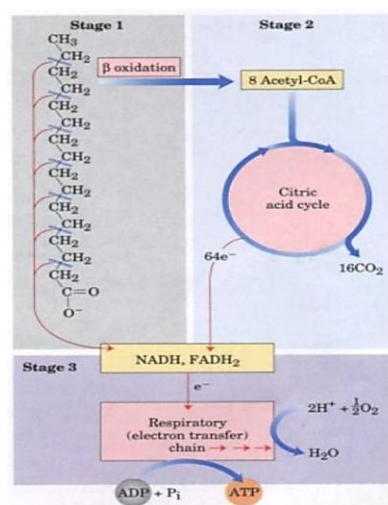 Stage 1
Stage 2
CH₃
CH₂
CH₂
CH₂
CH₂
CH₂
CH₂
CH₂
CH₂
CH₂
CH₂
CH₂
CH₂
CH₂
CH₂
C=O
O⁻
β oxidation
8 Acetyl-CoA
Citric
acid cycle
64e⁻
16CO₂
Stage 3
NADH, FADH₂
e⁻
Respiratory
(electron transfer)
chain
2H⁺ + ½O₂
H₂O
ADP + Pᵢ
ATP